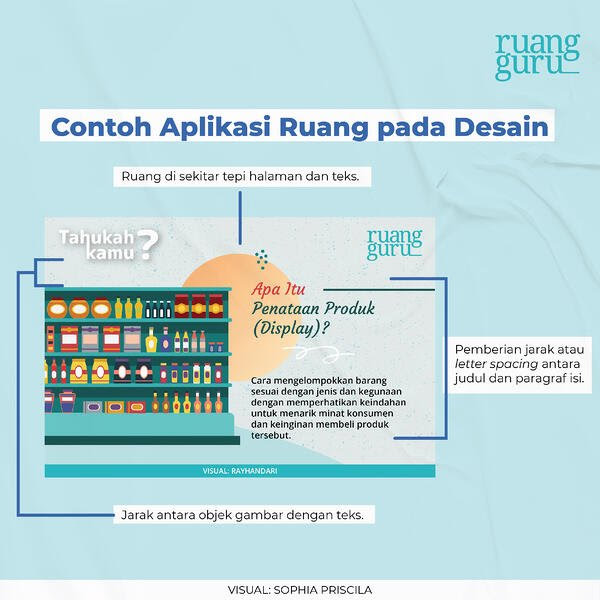 ruang
guru
Contoh Aplikasi Ruang pada Desain
Ruang di sekitar tepi halaman dan teks.
Tahukah
kamu?
ruang
guru
Apa Itu
Penataan Produk
(Display)?
Cara mengelompokkan barang
sesuai dengan jenis dan kegunaan
dengan memperhatikan keindahan
untuk menarik minat konsumen
dan keinginan membeli produk
tersebut.
VISUAL: RAYHANDARI
Pemberian jarak atau
letter spacing antara
judul dan paragraf isi.
Jarak antara objek gambar dengan teks.
VISUAL: SOPHIA PRISCILA